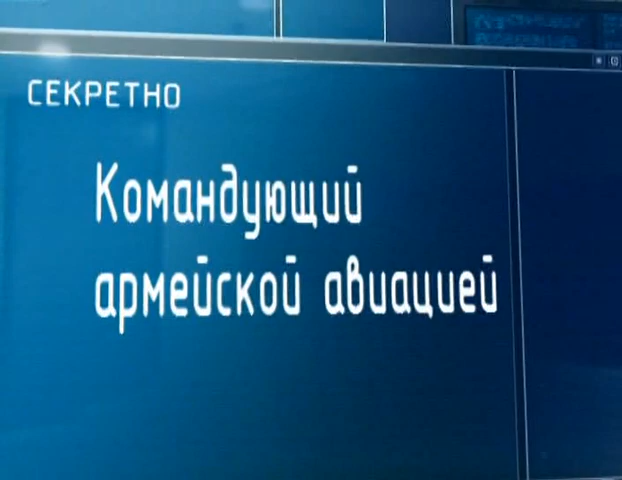 СЕКРЕТНО
Командующий
армейской авиацией